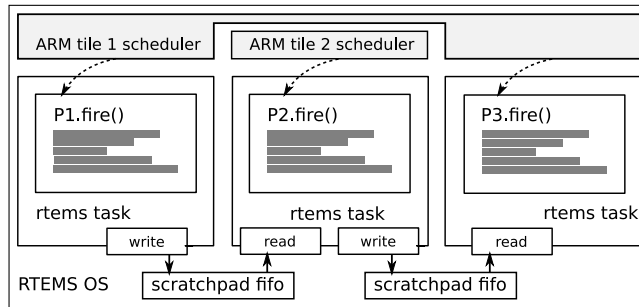 ARM tile 1 scheduler
ARM tile 2 scheduler
P1.fire()
P2.fire()
P3.fire()
rtems task
rtems task
rtems task
write
read
write
read
RTEMS OS
scratchpad fifo
scratchpad fifo